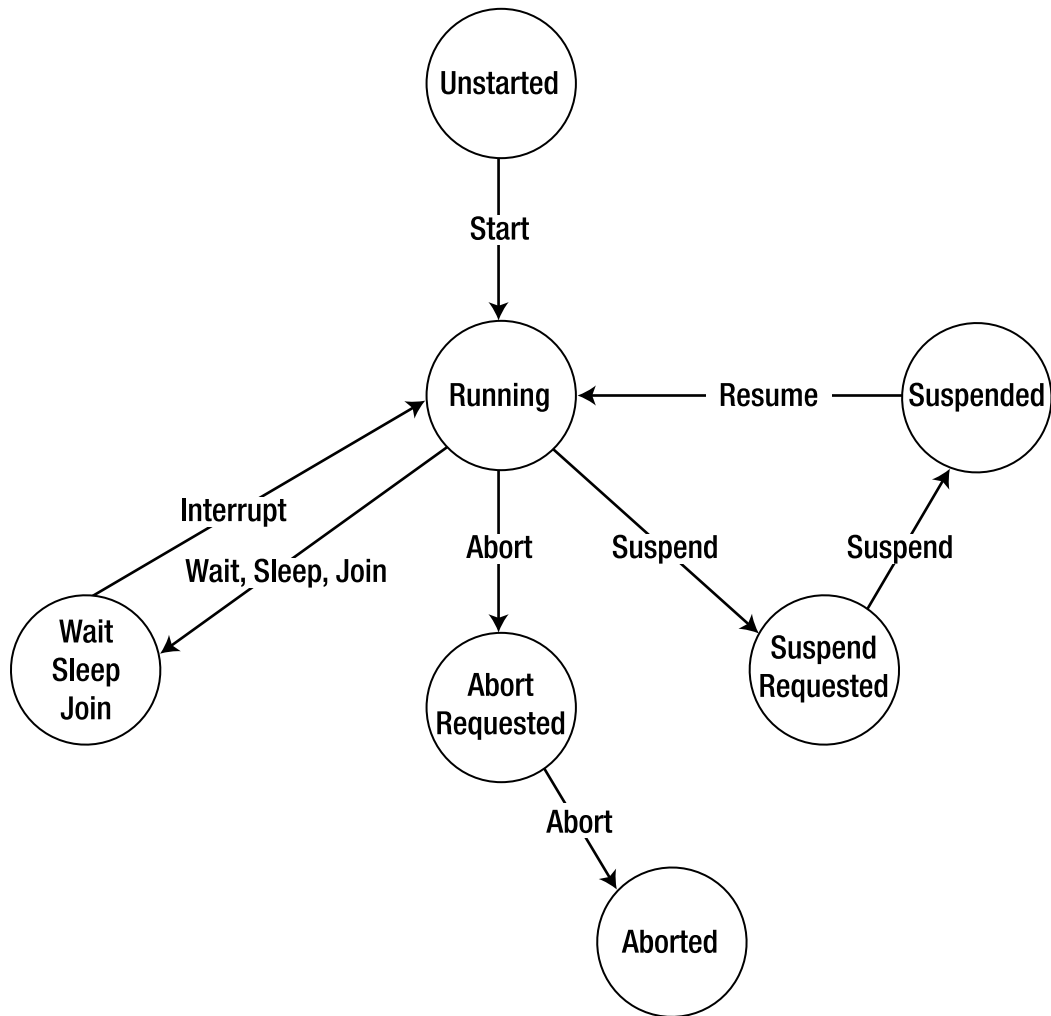 Unstarted
Start
Running
Resume
Suspended
Interrupt
Wait, Sleep, Join
Abort
Suspend
Suspend
Wait
Sleep
Join
Abort
Requested
Suspend
Requested
Abort
Aborted